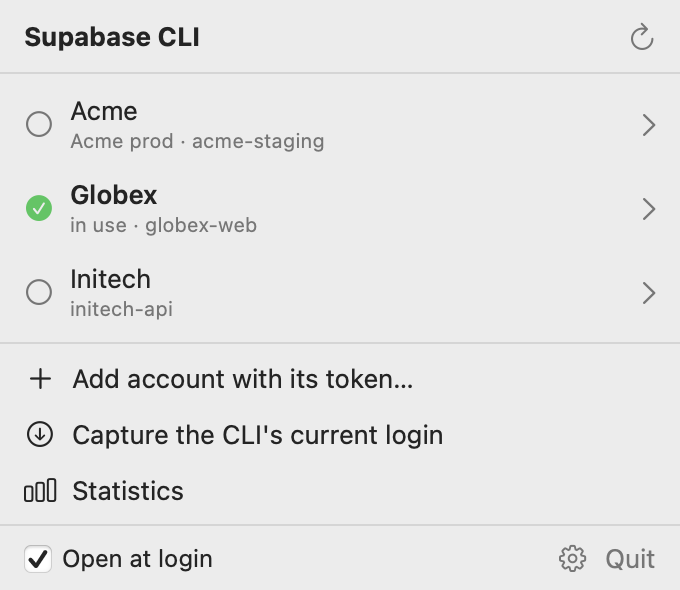 Supabase CLI
Acme
Acme prod · acme-staging
Globex
in use · globex-web
Initech
initech-api
Add account with its token...
Capture the CLI's current login
Statistics
Open at login
Quit